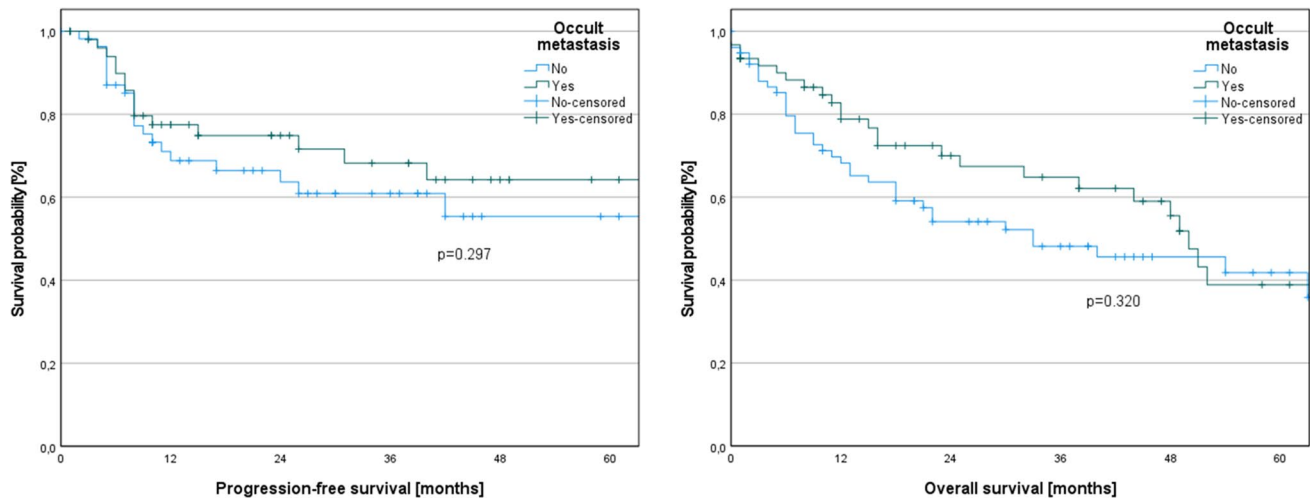 Survival probability [%]
1,0
0,8
0,6
0,4
0,2
0,0
Occult
metastasis
No
Yes
No-censored
Yes-censored
p=0.297
0 12 24 36 48 60
Progression-free survival [months]
Survival probability [%]
1,0
0,8
0,6
0,4
0,2
0,0
Occult
metastasis
No
Yes
No-censored
Yes-censored
p=0.320
0 12 24 36 48 60
Overall survival [months]